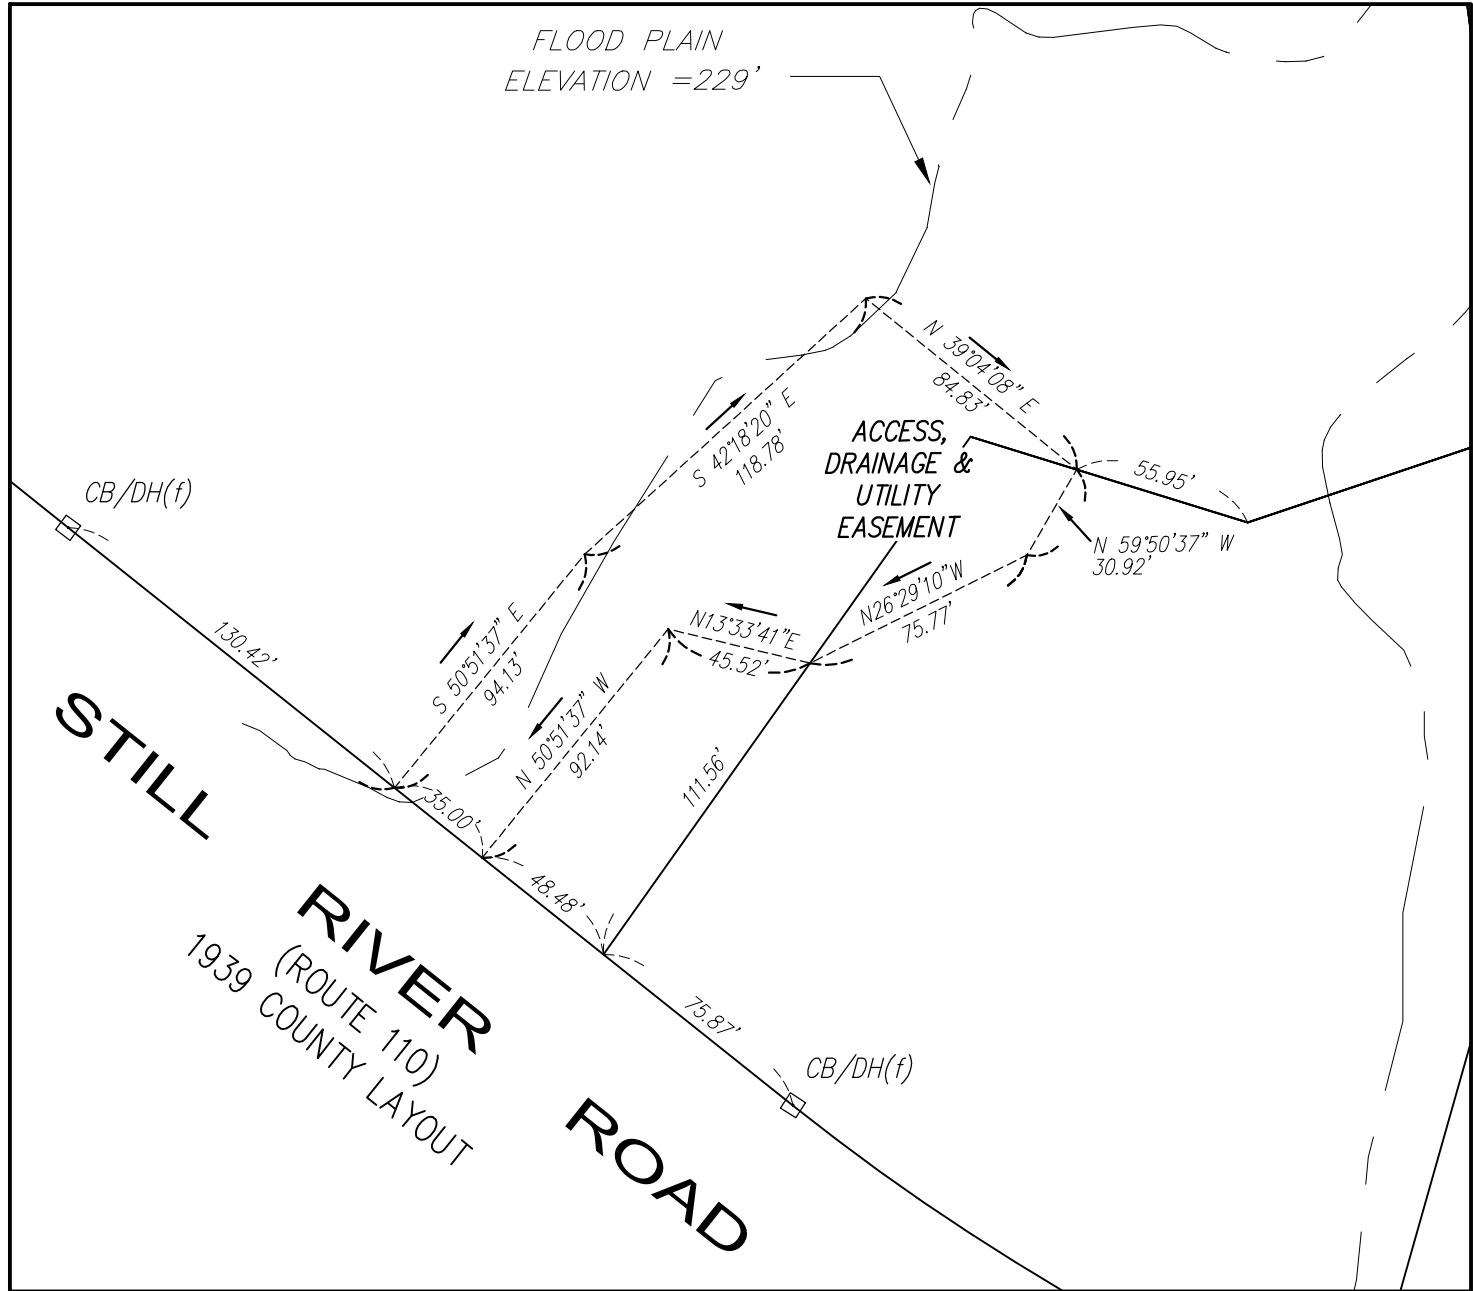 FLOOD PLAIN
ELEVATION =229'
N 39°04'08" E
84.83'
S 42°18'20" E
118.78'
ACCESS,
DRAINAGE &
UTILITY
EASEMENT
55.95'
CB/DH(f)
N 59°50'37" W
30.92'
N26°29'10"W
75.77'
N13°33'41"E
45.52'
S 50°51'37" E
94.13'
130.42'
N 50°51'37" W
92.14'
111.56'
35.00'
48.48'
75.87'
CB/DH(f)
STILL RIVER ROAD
(ROUTE 110)
1939 COUNTY LAYOUT